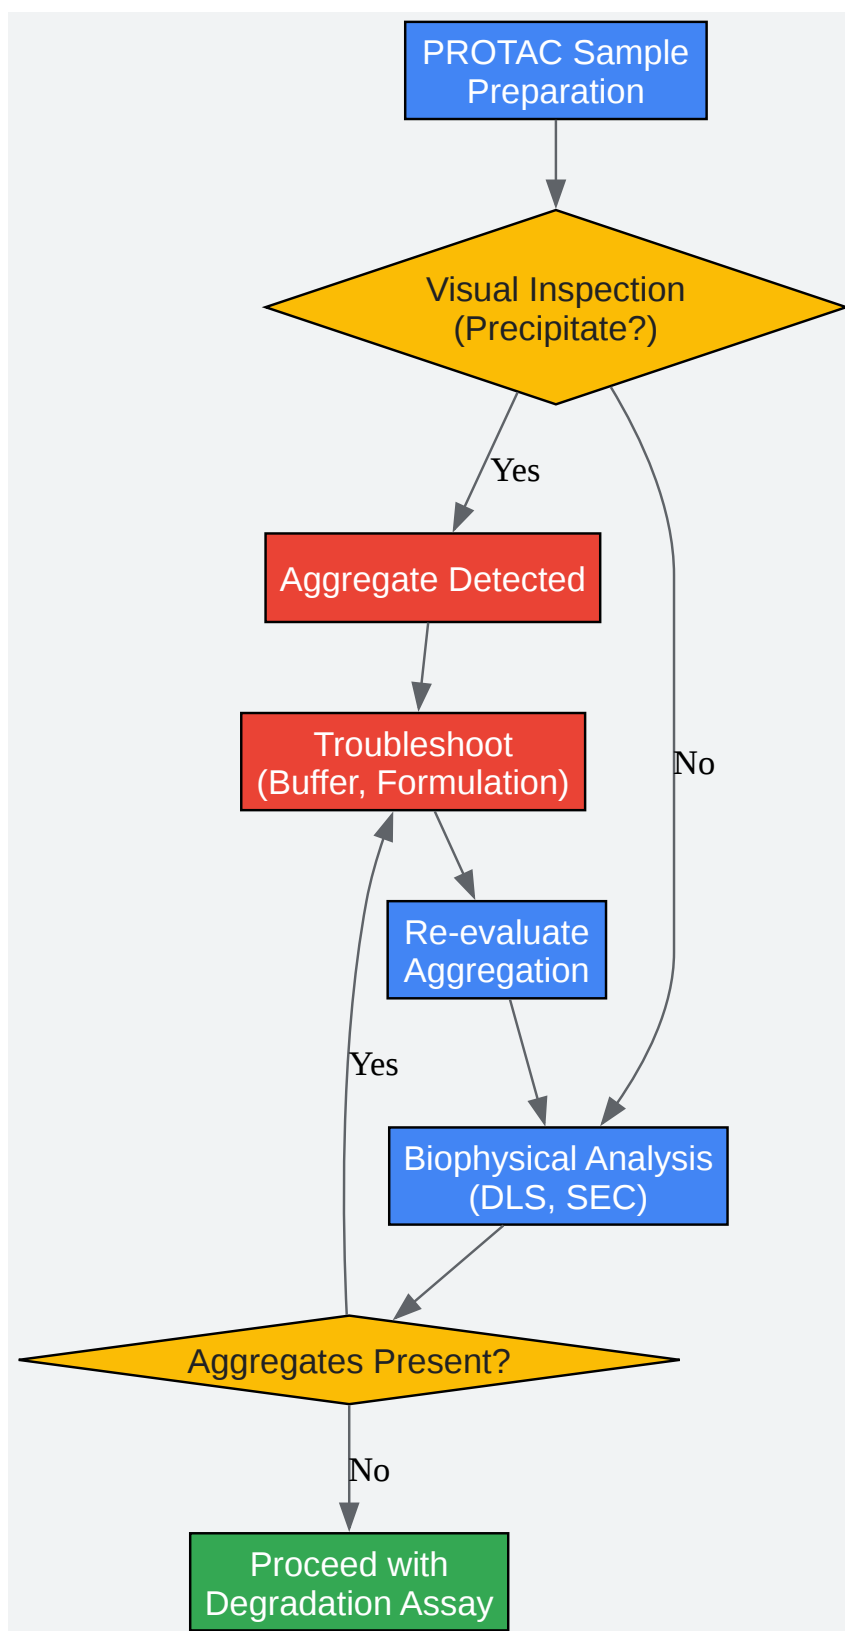 PROTAC Sample
Preparation
Visual Inspection
(Precipitate?)
Yes
Aggregate Detected
Troubleshoot
(Buffer, Formulation)
No
Re-evaluate
Aggregation
Yes
Biophysical Analysis
(DLS, SEC)
Aggregates Present?
No
Proceed with
Degradation Assay